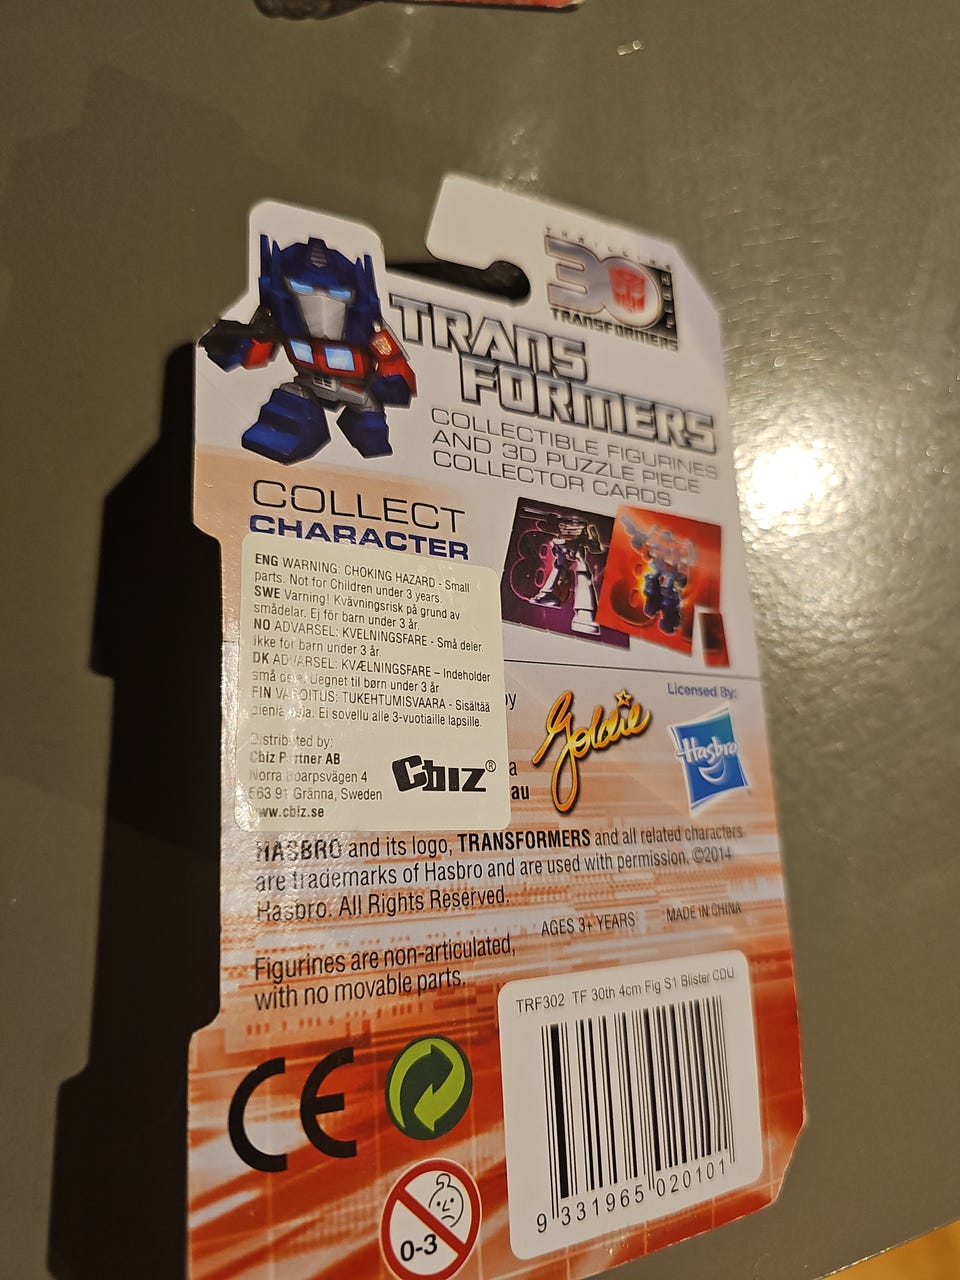 THRILLING
30
TRANSFORMERS
TRANS
FORMERS
COLLECTIBLE FIGURINES
AND 3D PUZZLE PIECE
COLLECTOR CARDS
COLLECT
CHARACTER
ENG WARNING: CHOKING HAZARD - Small
parts. Not for Children under 3 years.
SWE Varning! Kvävningsrisk på grund av
smådelar. Ej för barn under 3 år.
NO ADVARSEL: KVELNINGSFARE - Små deler.
Ikke for barn under 3 år.
DK ADVARSEL: KVÆLNINGSFARE – Indeholder
små dele. Uegnet til børn under 3 år
FIN VAROITUS: TUKEHTUMISVAARA - Sisältää
pieniä osia. Ei sovellu alle 3-vuotiaille lapsille.
Distributed by:
Cbiz Partner AB
Norra Boarpsvägen 4
563 91 Gränna, Sweden
www.cbiz.se
Cbiz®
by
a
au
Goldie
Licensed By:
Hasbro
HASBRO and its logo, TRANSFORMERS and all related characters
are trademarks of Hasbro and are used with permission. ©2014
Hasbro. All Rights Reserved.
AGES 3+ YEARS MADE IN CHINA
Figurines are non-articulated,
with no movable parts.
TRF302 TF 30th 4cm Fig S1 Blister CDU
9 331965 020101
CE
0-3